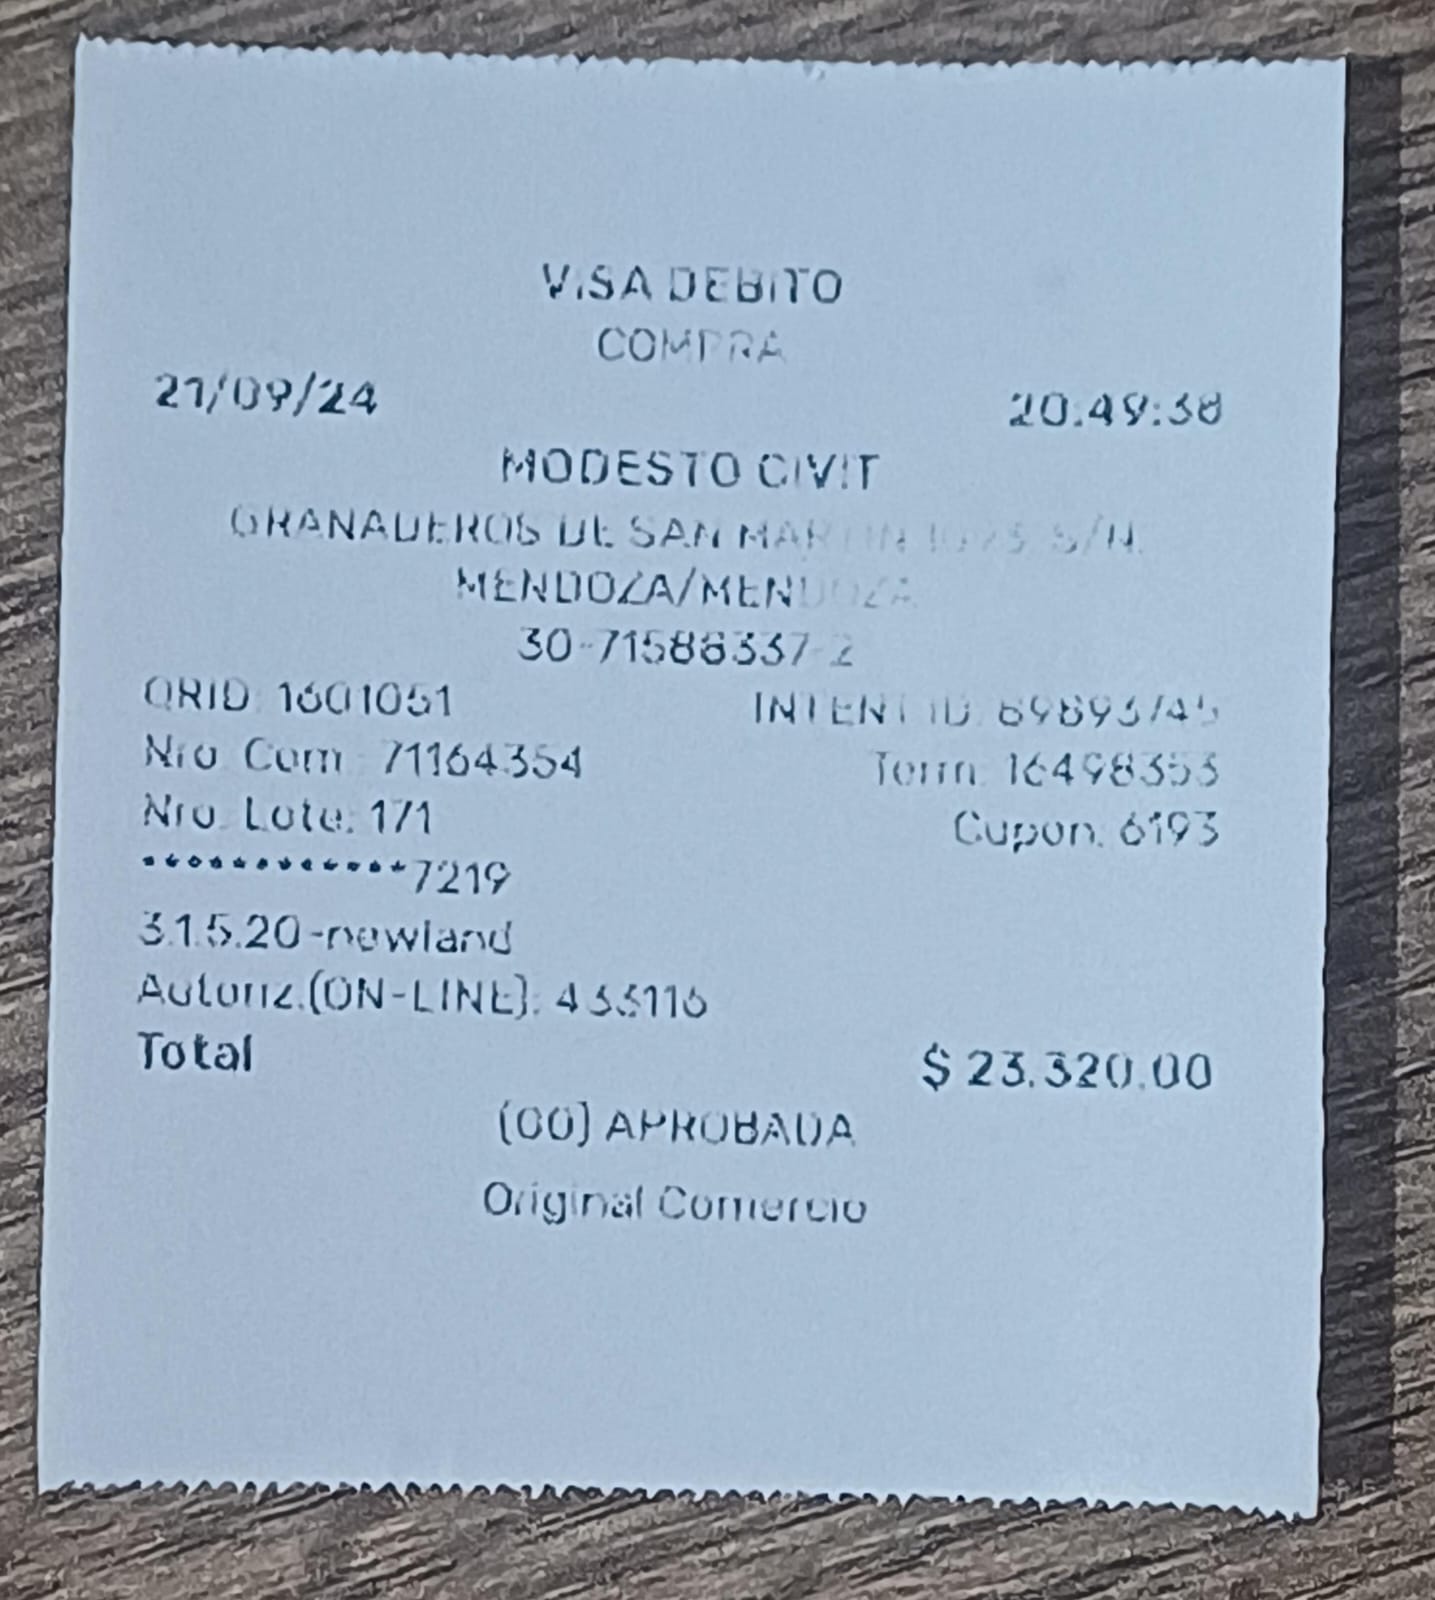 VISA DEBITO
COMPRA
21/09/24 20:49:38
MODESTO CIVIT
GRANADEROS DE SAN MARTIN S/N.
MENDOZA/MENDOZA
30-71588337-2
QRID: 1601051 INTENT ID:
Nro. Com.: 71164354 Term: 16498353
Nro. Lote: 171 Cupon: 6193
************7219
3.1.5.20-newland
Autoriz.(ON-LINE): 433116
Total $ 23.320,00
(00) APROBADA
Original Comercio